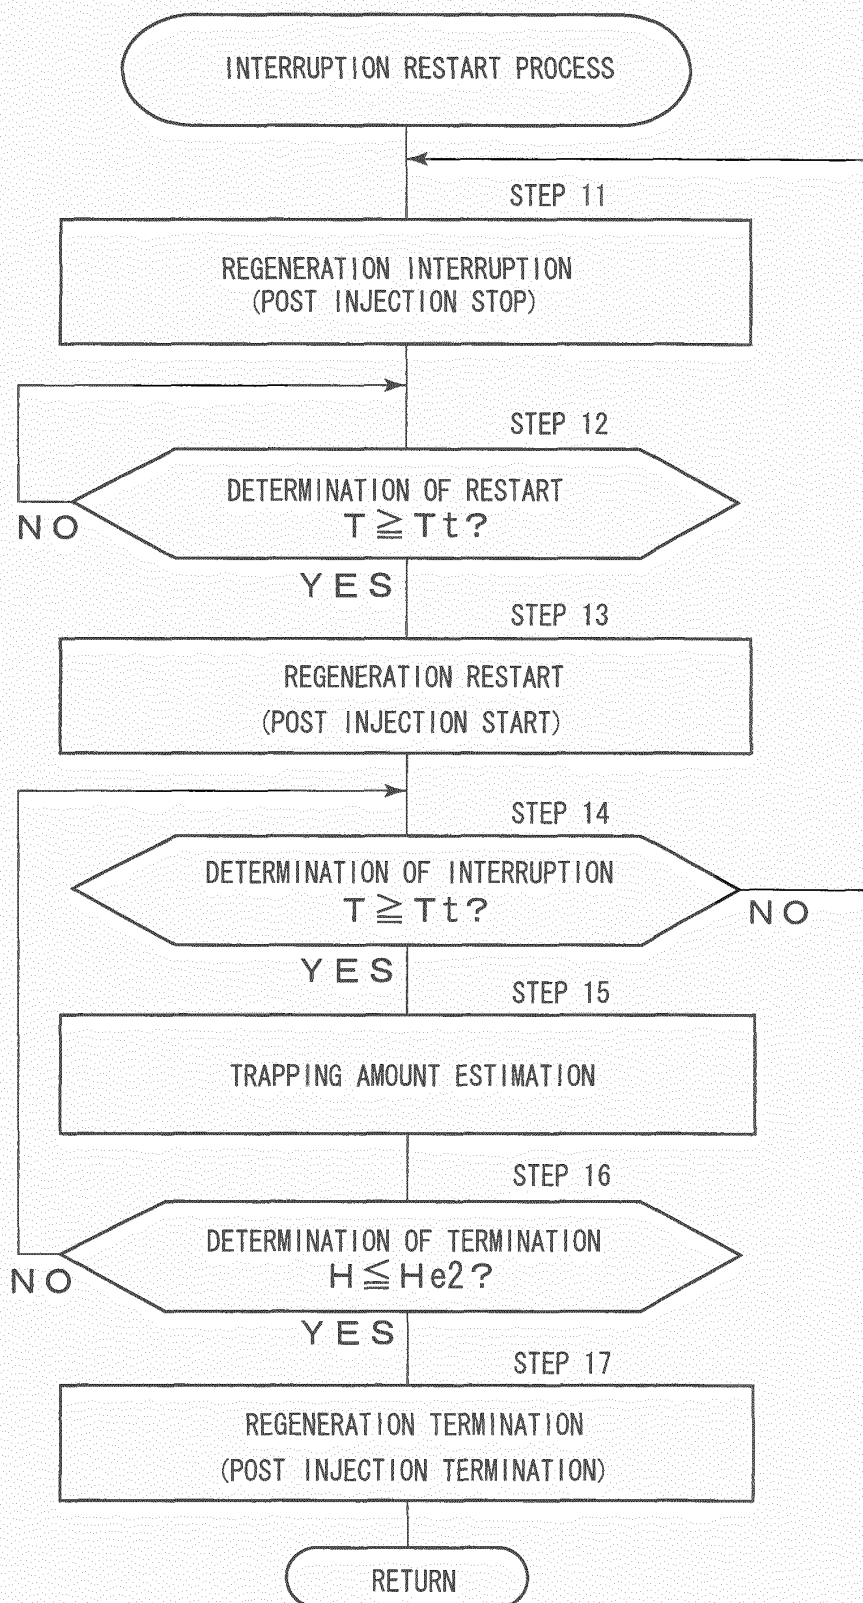 INTERRUPTION RESTART PROCESS
STEP 11
REGENERATION INTERRUPTION
(POST INJECTION STOP)
STEP 12
DETERMINATION OF RESTART
T≧Tt?
NO
YES
STEP 13
REGENERATION RESTART
(POST INJECTION START)
STEP 14
DETERMINATION OF INTERRUPTION
T≧Tt?
NO
YES
STEP 15
TRAPPING AMOUNT ESTIMATION
STEP 16
DETERMINATION OF TERMINATION
H≦He2?
NO
YES
STEP 17
REGENERATION TERMINATION
(POST INJECTION TERMINATION)
RETURN